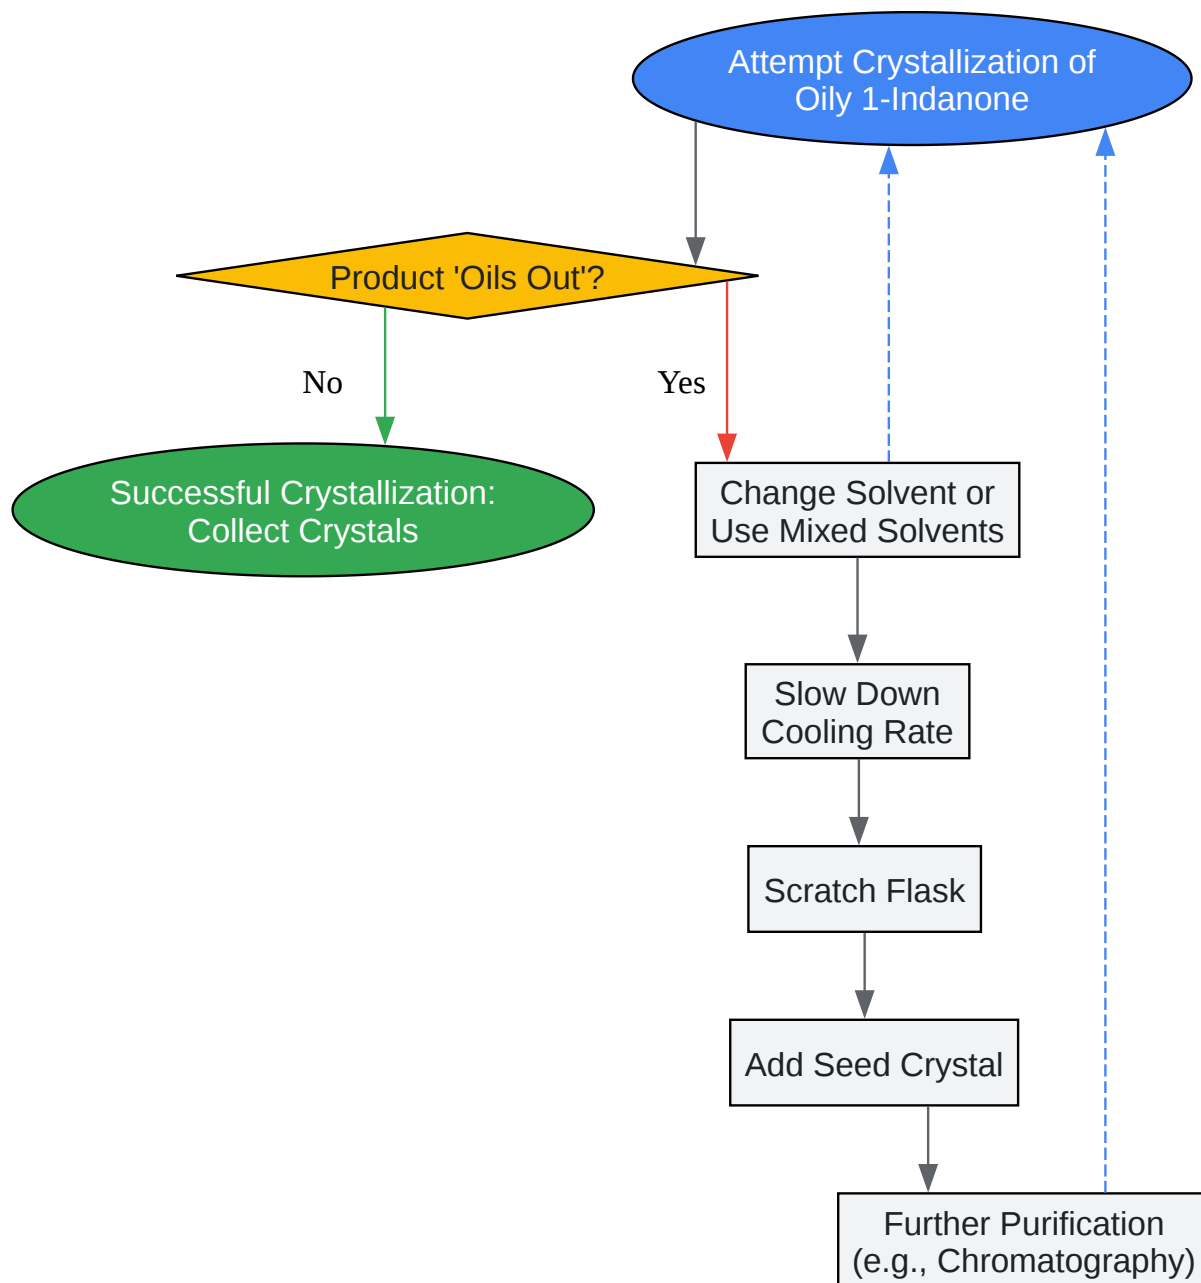 Attempt Crystallization of
Oily 1-Indanone
Product 'Oils Out'?
No
Yes
Successful Crystallization:
Collect Crystals
Change Solvent or
Use Mixed Solvents
Slow Down
Cooling Rate
Scratch Flask
Add Seed Crystal
Further Purification
(e.g., Chromatography)